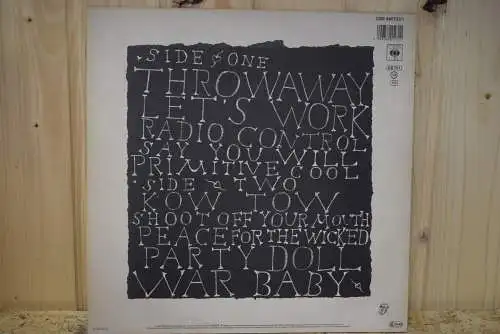 SIDE ONE
THROWAWAY
LET'S WORK
RADIO CONTROL
SAY YOU WILL
PRIMITIVE COOL
SIDE TWO
KOW TOW
SHOOT OFF YOUR MOUTH
PEACE FOR THE WICKED
PARTY DOLL
WAR BABY